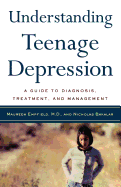 Understanding
Teenage
Depression
A GUIDE TO DIAGNOSIS,
TREATMENT, AND MANAGEMENT
MAUREEN EMPFIELD, M.D., AND NICHOLAS BAKALAR